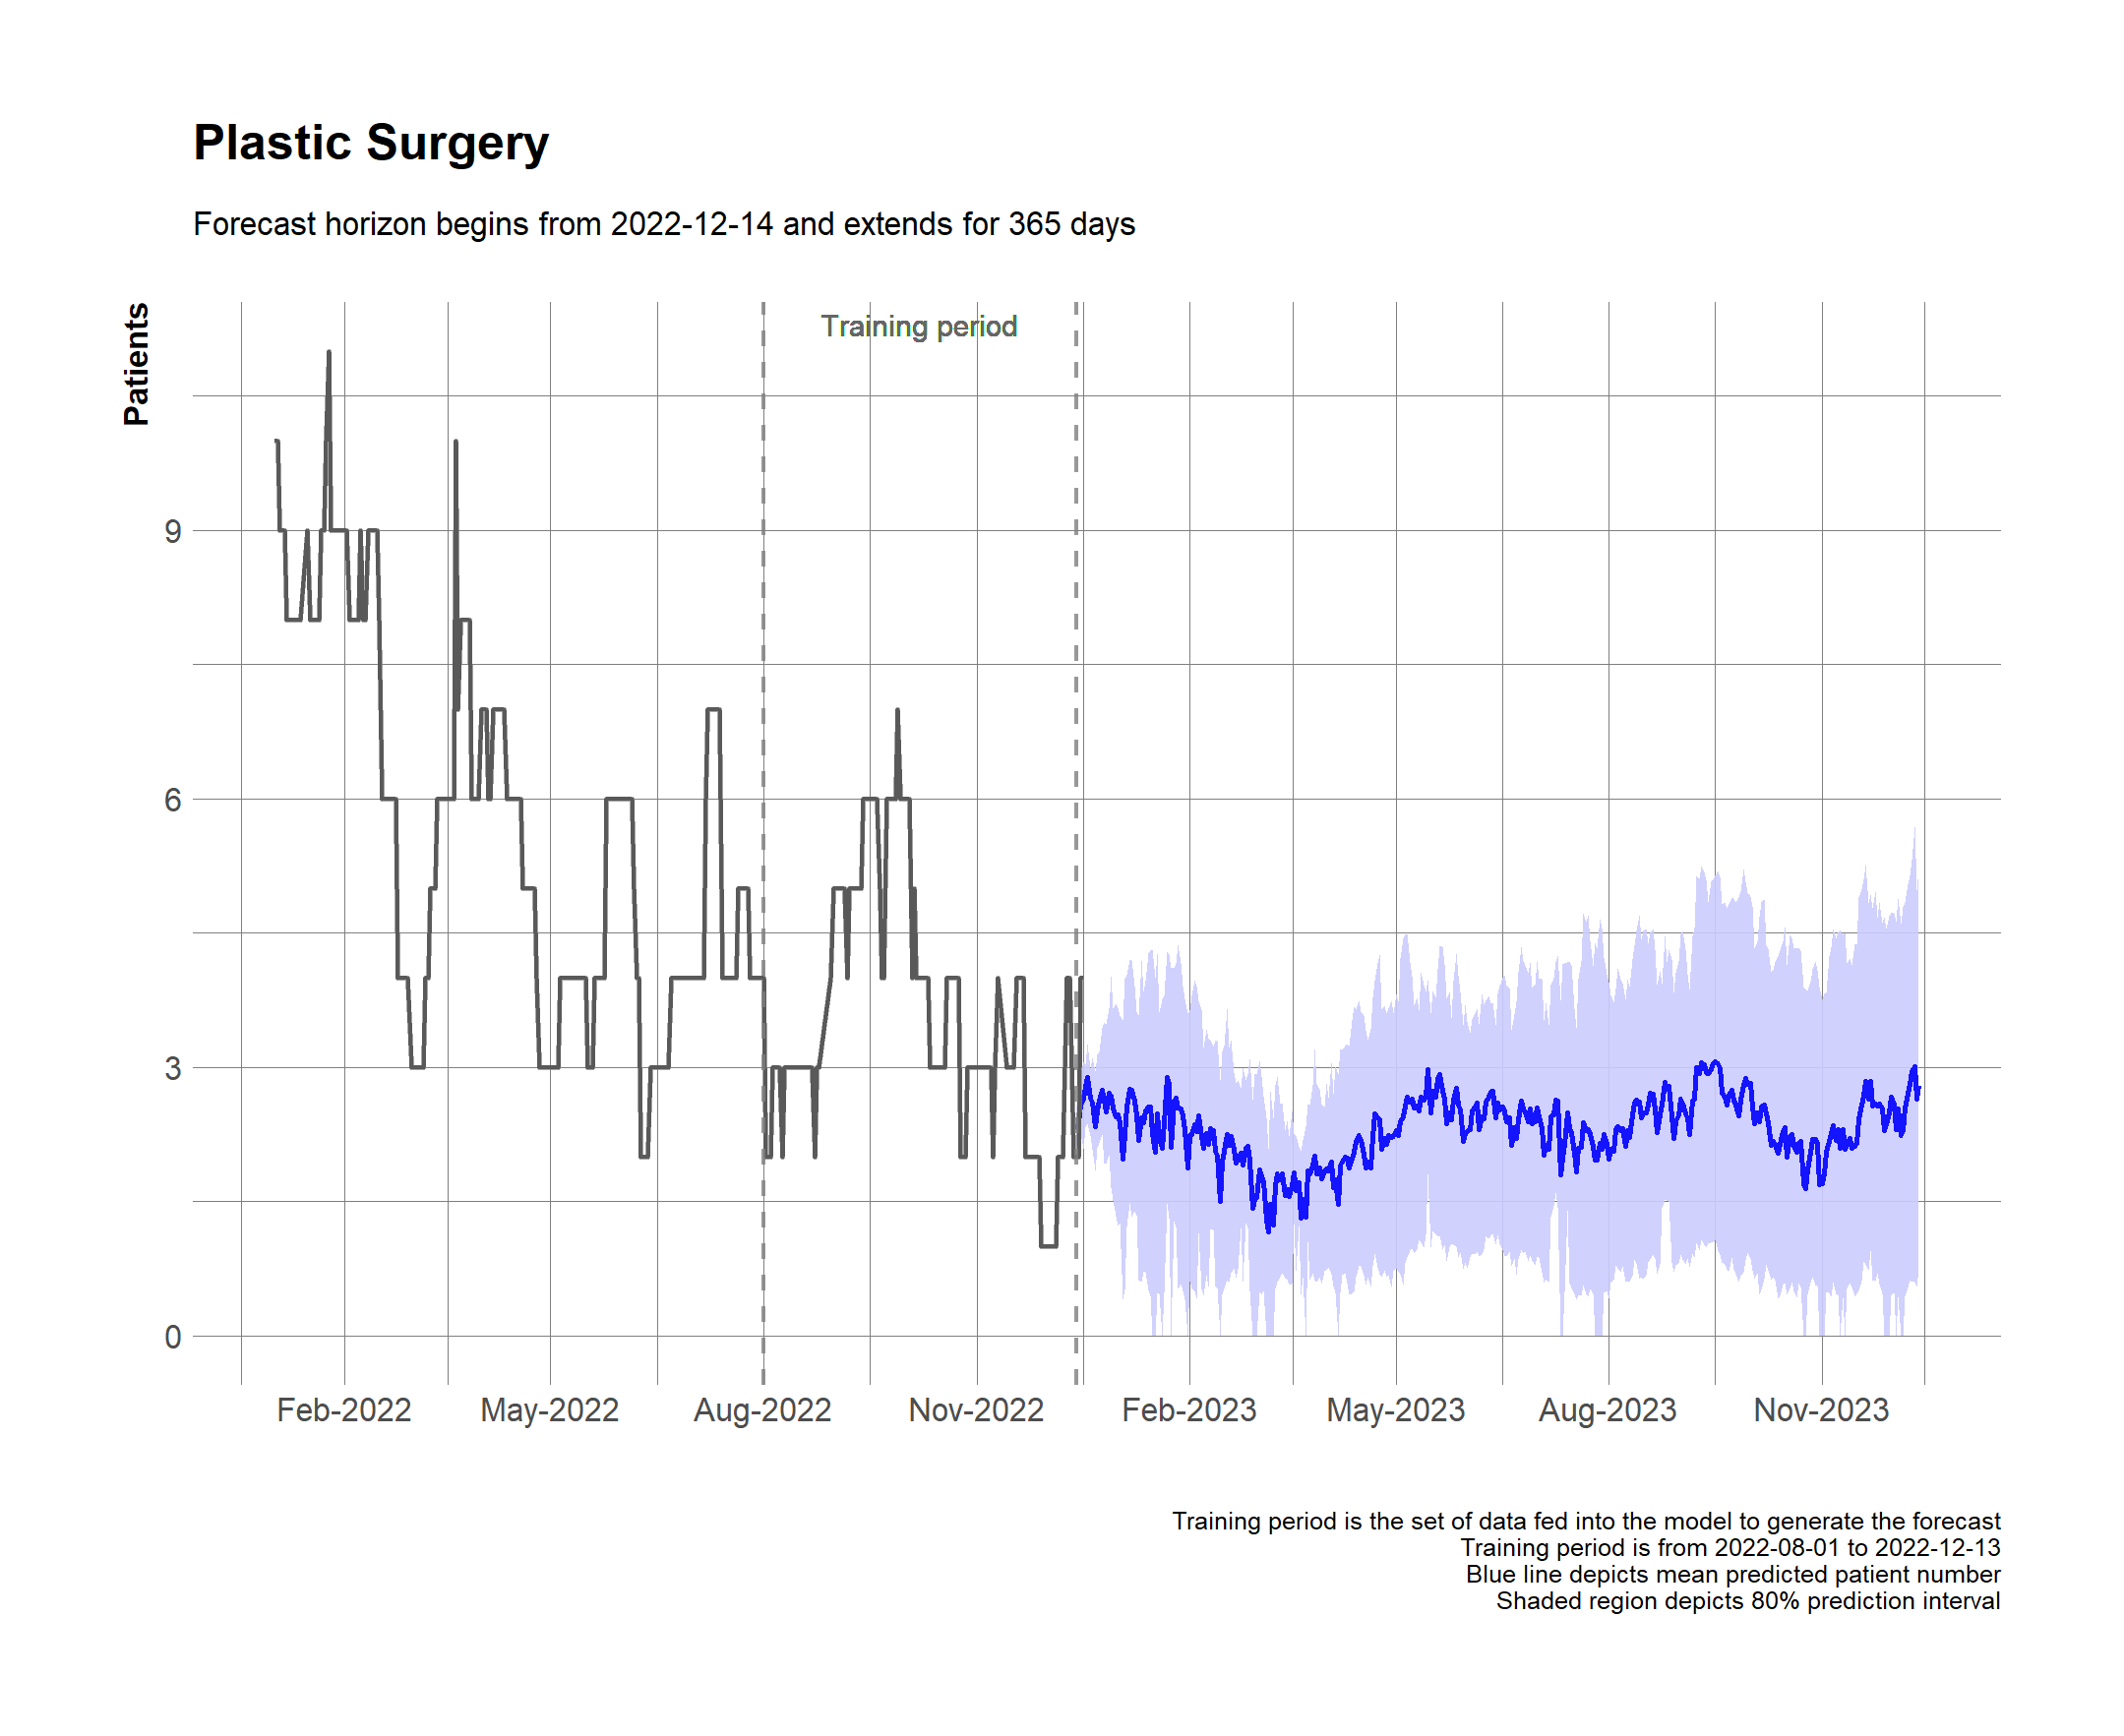 Plastic Surgery
Forecast horizon begins from 2022-12-14 and extends for 365 days
Patients
Training period
9
6
3
0
Feb-2022 May-2022 Aug-2022 Nov-2022 Feb-2023 May-2023 Aug-2023 Nov-2023
Training period is the set of data fed into the model to generate the forecast
Training period is from 2022-08-01 to 2022-12-13
Blue line depicts mean predicted patient number
Shaded region depicts 80% prediction interval